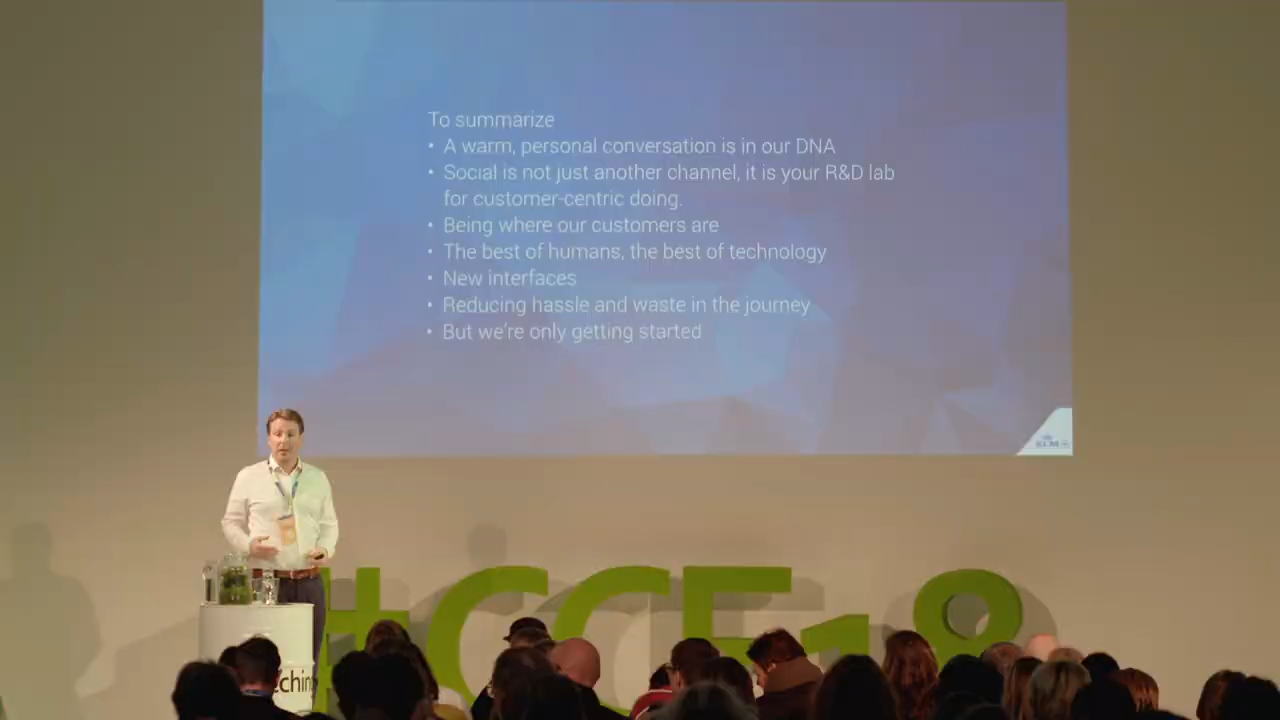 To summarize
• A warm, personal conversation is in our DNA
• Social is not just another channel, it is your R&D lab
for customer-centric doing.
• Being where our customers are
• The best of humans, the best of technology
• New interfaces
• Reducing hassle and waste in the journey
• But we're only getting started
KLM
#CCE18